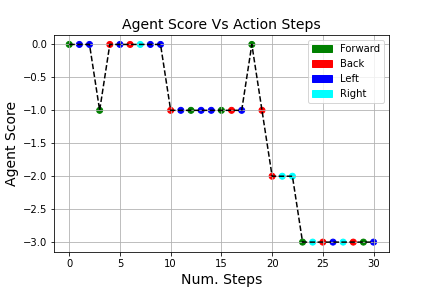 Agent Score Vs Action Steps
0.0
−0.5
−1.0
−1.5
−2.0
−2.5
−3.0
Agent Score
Forward
Back
Left
Right
0 5 10 15 20 25 30
Num. Steps